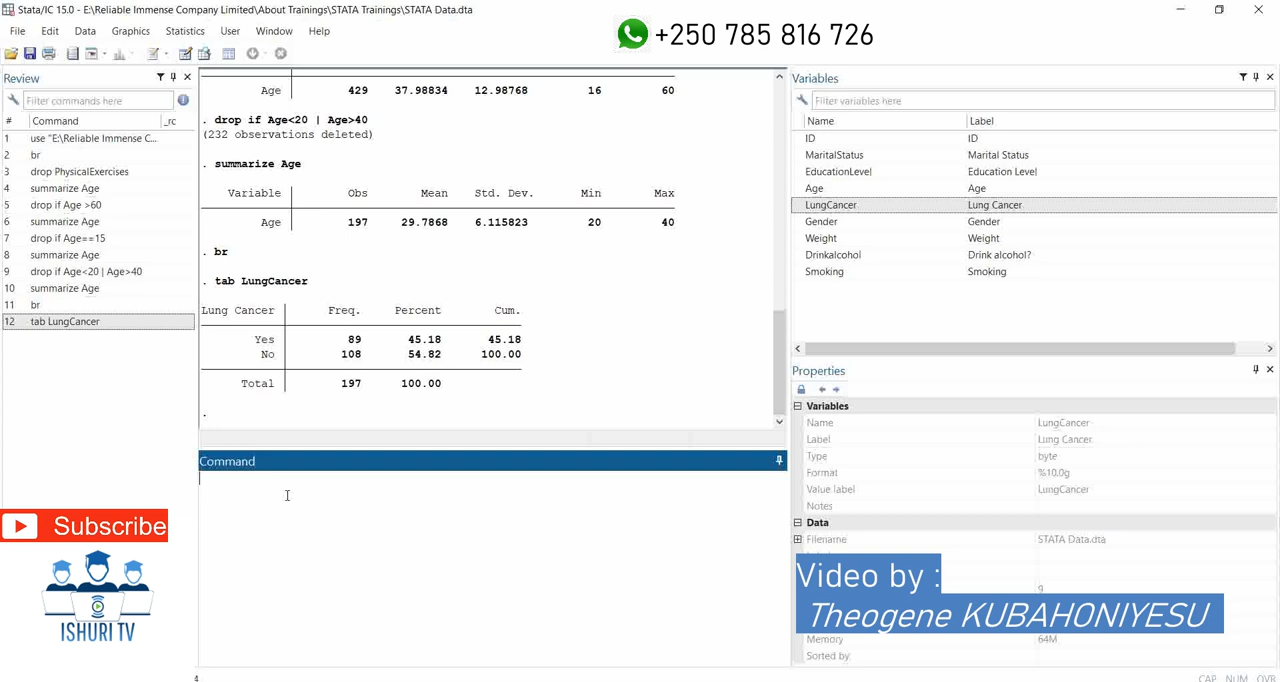 Stata/IC 15.0 - E:\Reliable Immense Company Limited\About Trainings\STATA Trainings\STATA Data.dta
File Edit Data Graphics Statistics User Window Help
+250 785 816 726
Review
Filter commands here
# Command _rc
1 use "E:\Reliable Immense C...
2 br
3 drop PhysicalExercises
4 summarize Age
5 drop if Age >60
6 summarize Age
7 drop if Age==15
8 summarize Age
9 drop if Age<20 | Age>40
10 summarize Age
11 br
12 tab LungCancer
Age 429 37.98834 12.98768 16 60
. drop if Age<20 | Age>40
(232 observations deleted)
. summarize Age
Variable Obs Mean Std. Dev. Min Max
Age 197 29.7868 6.115823 20 40
. br
. tab LungCancer
Lung Cancer Freq. Percent Cum.
Yes 89 45.18 45.18
No 108 54.82 100.00
Total 197 100.00
.
Command
Variables
Filter variables here
Name Label
ID ID
MaritalStatus Marital Status
EducationLevel Education Level
Age Age
LungCancer Lung Cancer
Gender Gender
Weight Weight
Drinkalcohol Drink alcohol?
Smoking Smoking
Properties
Variables
Name LungCancer
Label Lung Cancer
Type byte
Format %10.0g
Value label LungCancer
Notes
Data
Filename STATA Data.dta
9
Memory 64M
Sorted by
Subscribe
ISHURI TV
Video by :
Theogene KUBAHONIYESU
CAP NUM OVR